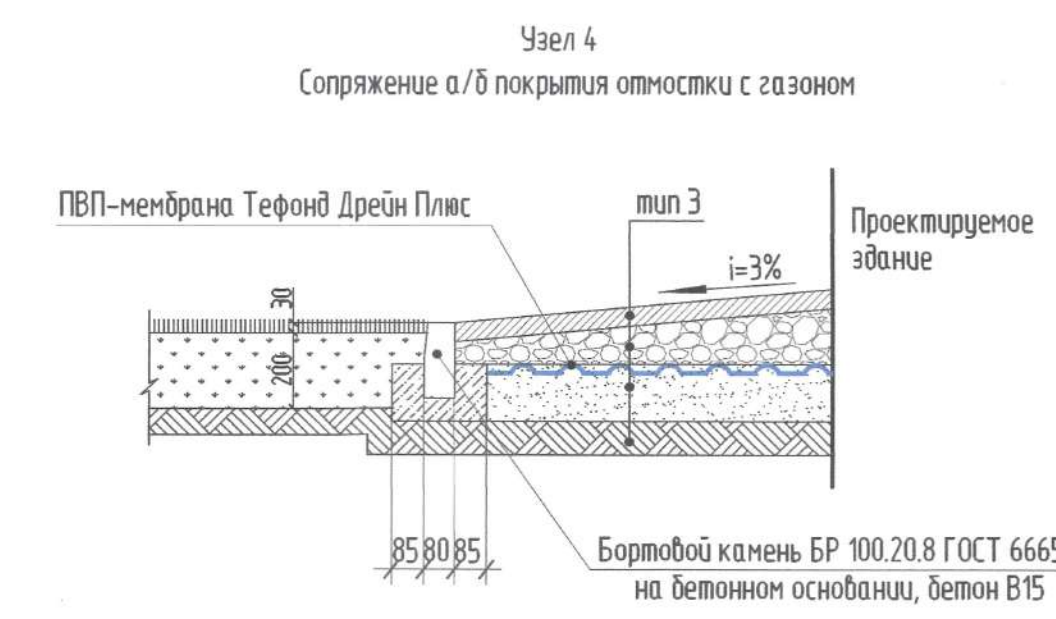 Узел 4
Сопряжение а/б покрытия отмостки с газоном
ПВП-мембрана Тефонд Дрейн Плюс
тип 3
Проектируемое
здание
i=3%
30
200
85 80 85
Бортовой камень БР 100.20.8 ГОСТ 6665
на бетонном основании, бетон В15